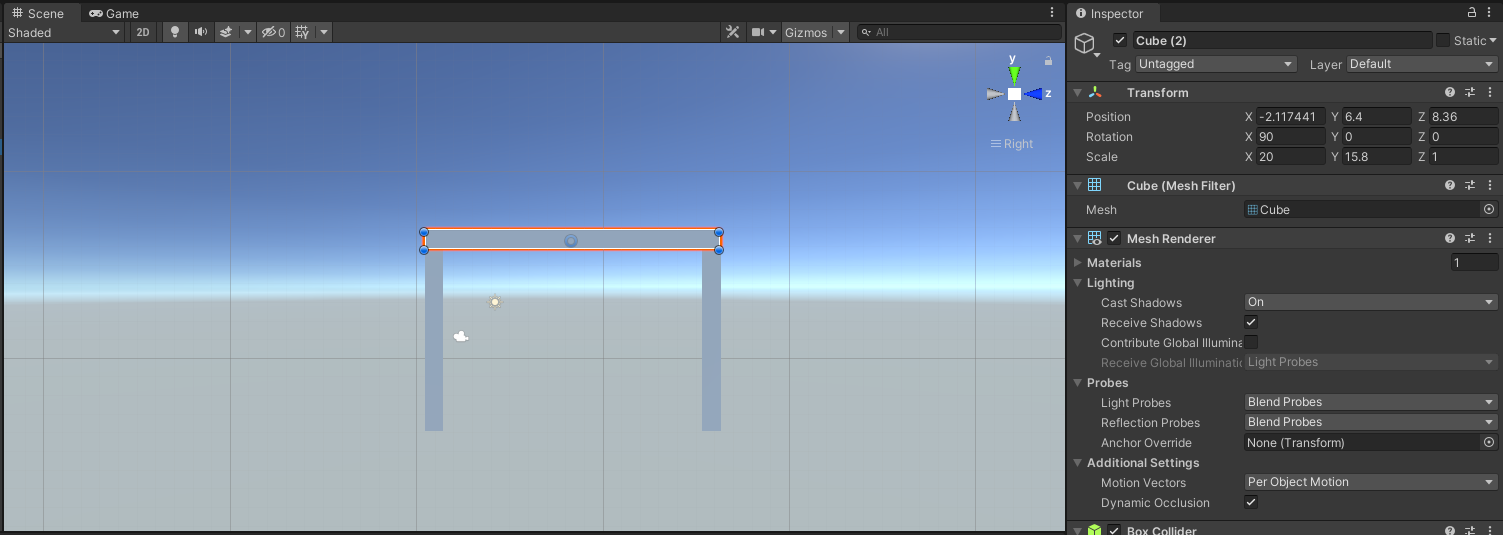 Scene Game
Shaded 2D 0 Gizmos All
y
z
Right
Inspector
Cube (2) Static
Tag Untagged Layer Default
Transform
Position X -2.117441 Y 6.4 Z 8.36
Rotation X 90 Y 0 Z 0
Scale X 20 Y 15.8 Z 1
Cube (Mesh Filter)
Mesh Cube
Mesh Renderer
Materials 1
Lighting
Cast Shadows On
Receive Shadows
Contribute Global Illumina
Receive Global Illuminatio Light Probes
Probes
Light Probes Blend Probes
Reflection Probes Blend Probes
Anchor Override None (Transform)
Additional Settings
Motion Vectors Per Object Motion
Dynamic Occlusion
Box Collider